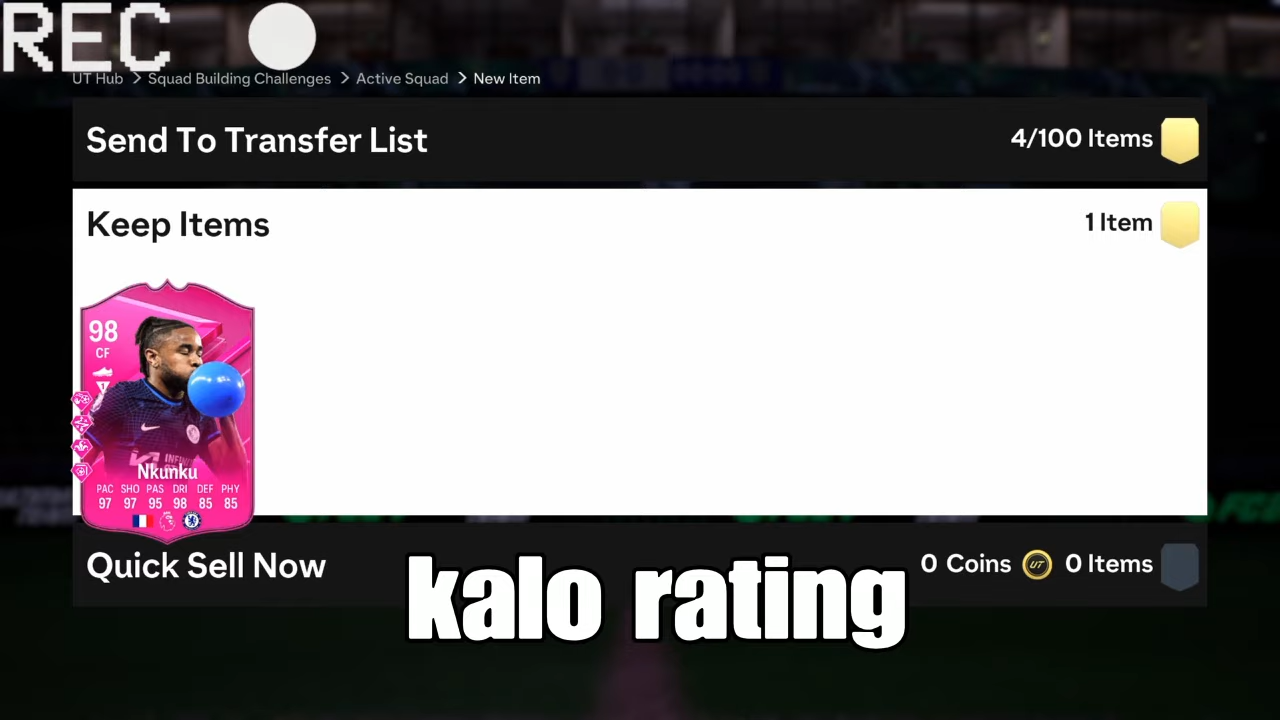 REC
UT Hub > Squad Building Challenges > Active Squad > New Item
Send To Transfer List 4/100 Items
Keep Items 1 Item
98
CF
Nkunku
PAC SHO PAS DRI DEF PHY
97 97 95 98 85 85
Quick Sell Now 0 Coins UT 0 Items
kalo rating